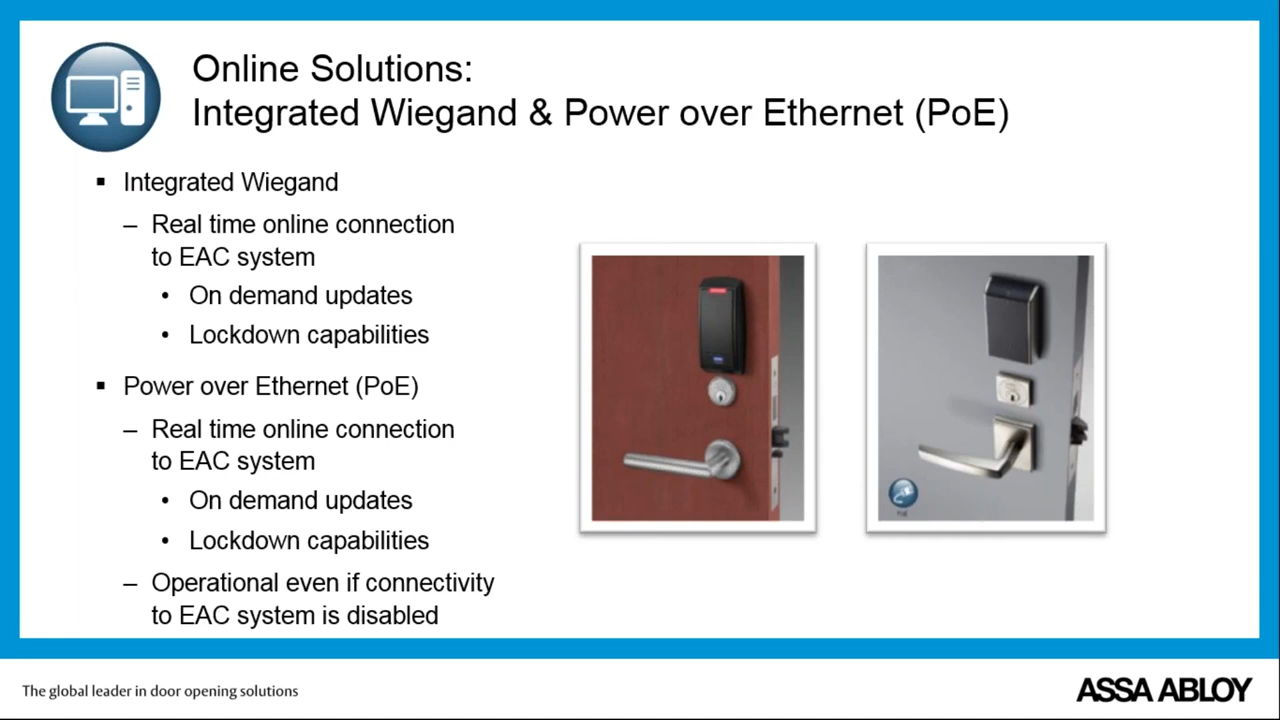 Online Solutions:
Integrated Wiegand & Power over Ethernet (PoE)
▪ Integrated Wiegand
– Real time online connection
to EAC system
• On demand updates
• Lockdown capabilities
▪ Power over Ethernet (PoE)
– Real time online connection
to EAC system
• On demand updates
• Lockdown capabilities
– Operational even if connectivity
to EAC system is disabled
PoE
The global leader in door opening solutions
ASSA ABLOY